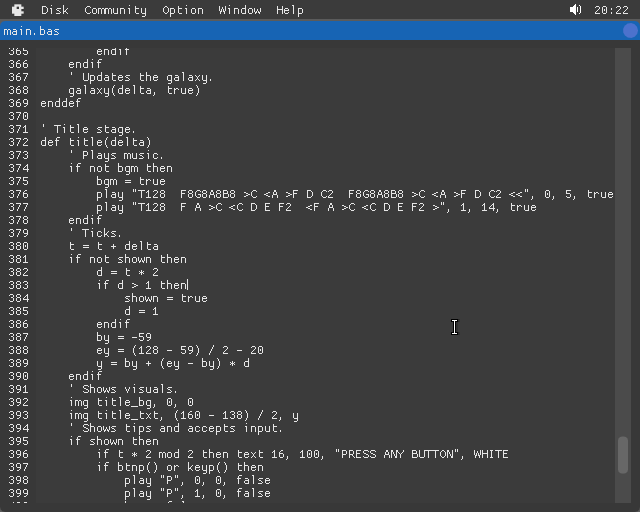 Disk Community Option Window Help 20:22
main.bas
365         endif
366     endif
367     ' Updates the galaxy.
368     galaxy(delta, true)
369 enddef
370
371 ' Title stage.
372 def title(delta)
373     ' Plays music.
374     if not bgm then
375         bgm = true
376         play "T128  F8G8A8B8 >C <A >F D C2  F8G8A8B8 >C <A >F D C2 <<", 0, 5, true
377         play "T128  F A >C <C D E F2  <F A >C <C D E F2 >", 1, 14, true
378     endif
379     ' Ticks.
380     t = t + delta
381     if not shown then
382         d = t * 2
383         if d > 1 then
384             shown = true
385             d = 1
386         endif
387         by = -59
388         ey = (128 - 59) / 2 - 20
389         y = by + (ey - by) * d
390     endif
391     ' Shows visuals.
392     img title_bg, 0, 0
393     img title_txt, (160 - 138) / 2, y
394     ' Shows tips and accepts input.
395     if shown then
396         if t * 2 mod 2 then text 16, 100, "PRESS ANY BUTTON", WHITE
397         if btnp() or keyp() then
398             play "P", 0, 0, false
399             play "P", 1, 0, false